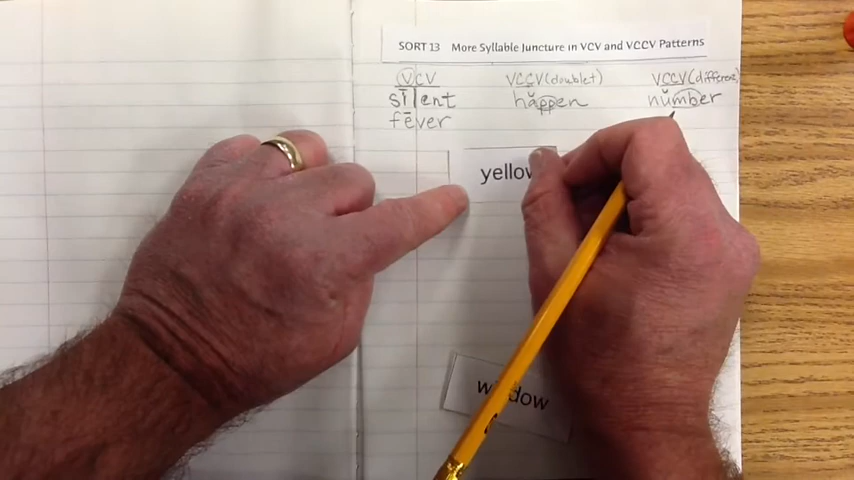 SORT 13 More Syllable Juncture in VCV and VCCV Patterns
VCV VCCV (doublet) VCCV (different)
silent happen number
fever
yellow